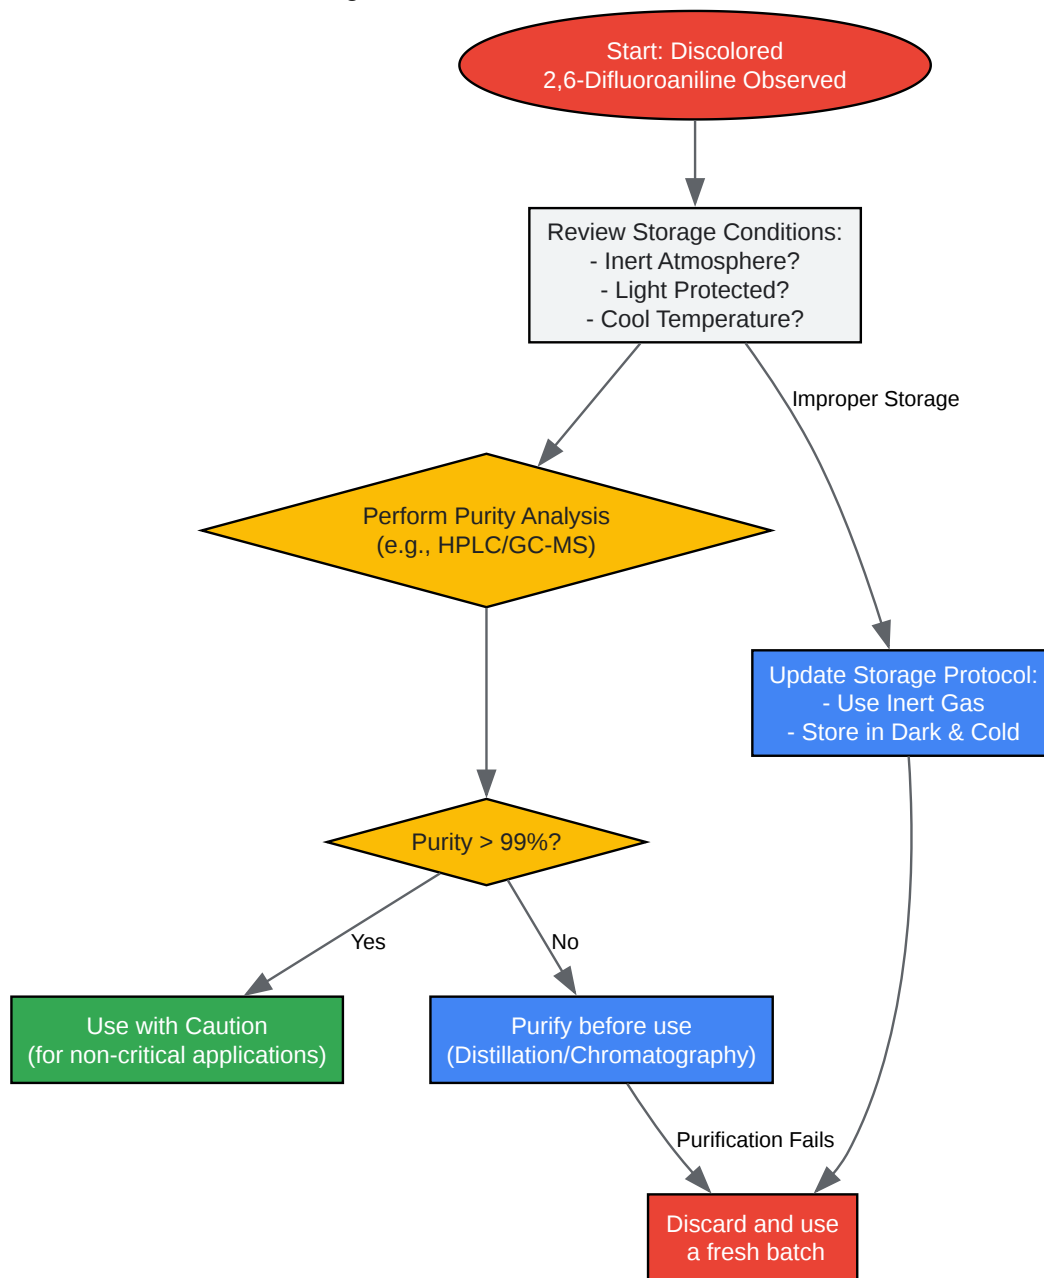 Start: Discolored
2,6-Difluoroaniline Observed
Review Storage Conditions:
- Inert Atmosphere?
- Light Protected?
- Cool Temperature?
Improper Storage
Perform Purity Analysis
(e.g., HPLC/GC-MS)
Update Storage Protocol:
- Use Inert Gas
- Store in Dark & Cold
Purity > 99%?
Yes
No
Use with Caution
(for non-critical applications)
Purify before use
(Distillation/Chromatography)
Purification Fails
Discard and use
a fresh batch